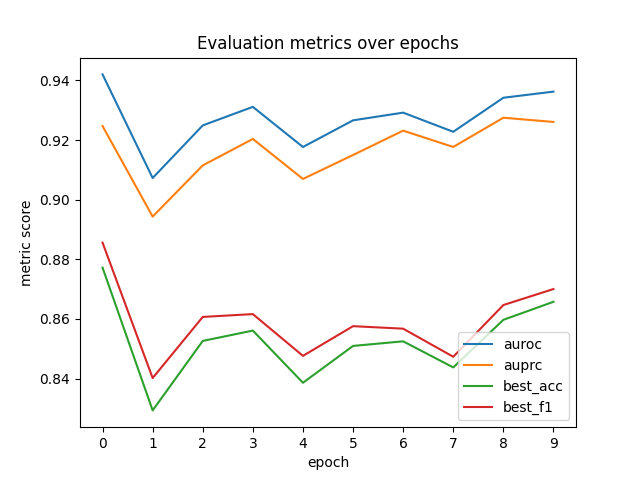 Evaluation metrics over epochs
metric score
0.94
0.92
0.90
0.88
0.86
0.84
auroc
auprc
best_acc
best_f1
0 1 2 3 4 5 6 7 8 9
epoch